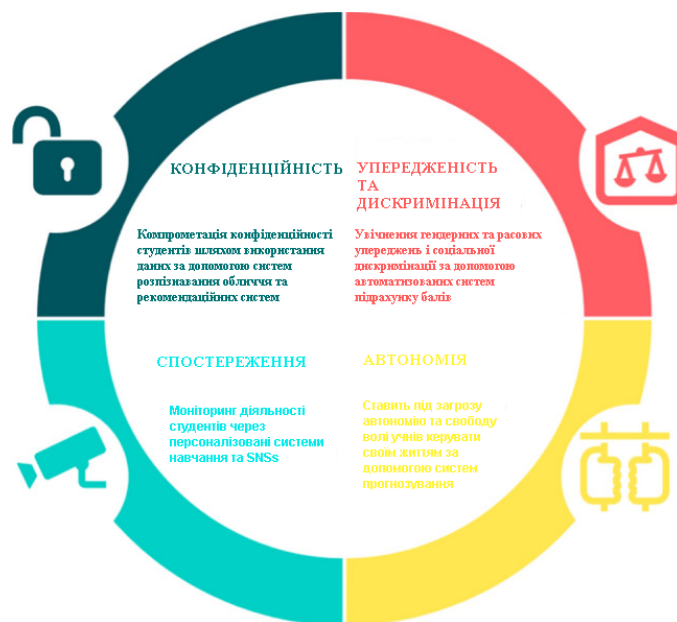 КОНФІДЕНЦІЙНІСТЬ
Компрометація конфіденційності
студентів шляхом використання
даних за допомогою систем
розпізнавання обличчя та
рекомендаційних систем
УПЕРЕДЖЕНІСТЬ
ТА
ДИСКРИМІНАЦІЯ
Увічнення гендерних та расових
упереджень і соціальної
дискримінації за допомогою
автоматизованих систем
підрахунку балів
СПОСТЕРЕЖЕННЯ
Моніторинг діяльності
студентів через
персоналізовані системи
навчання та SNSs
АВТОНОМІЯ
Ставить під загрозу
автономію та свободу
волі учнів керувати
своїм життям за
допомогою систем
прогнозування